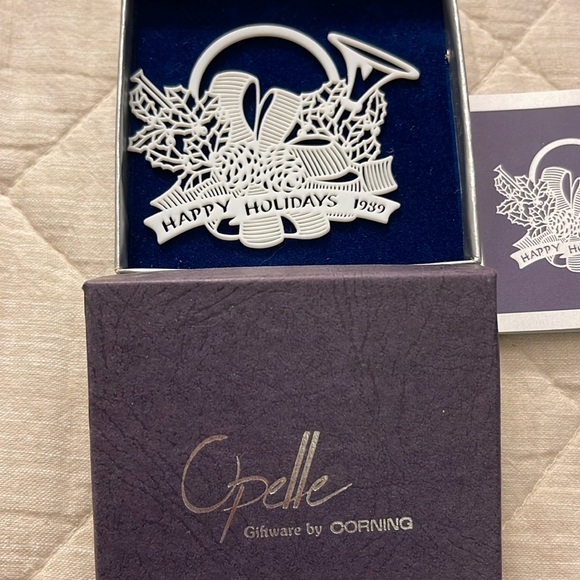 HAPPY HOLIDAYS 1989
HAPPY HO
Opelle
Giftware by CORNING